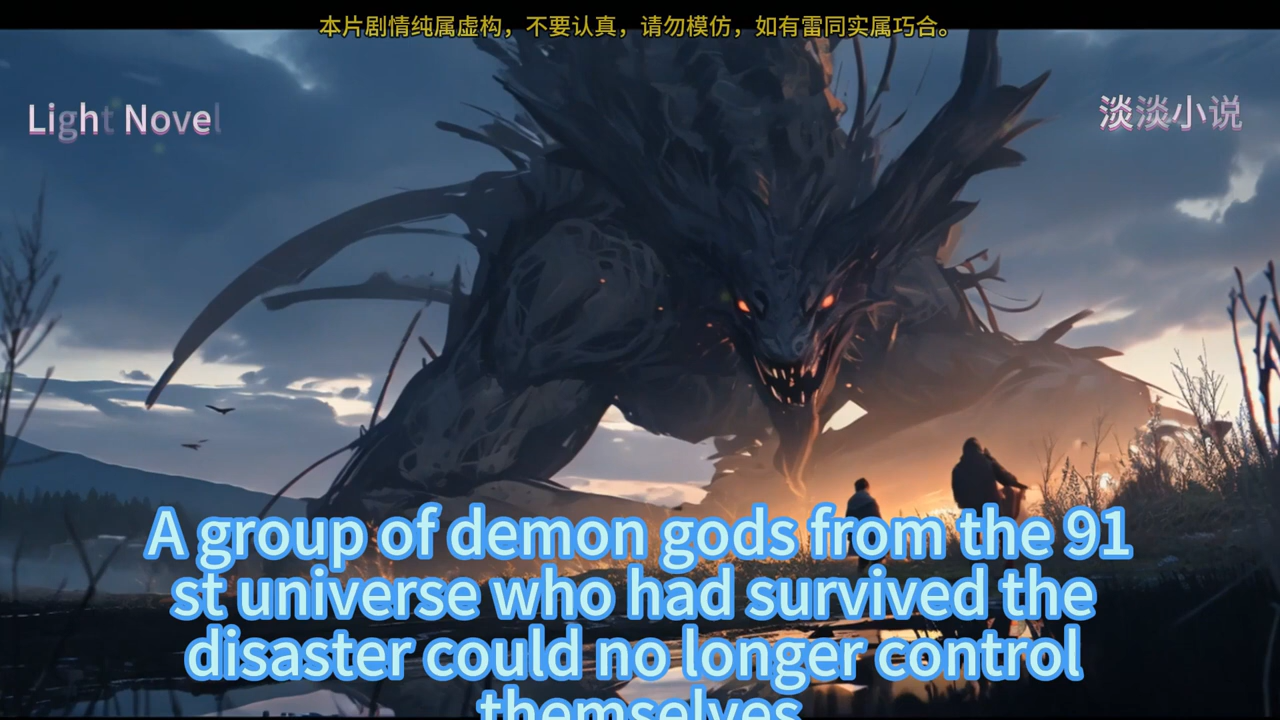 本片剧情纯属虚构，不要认真，请勿模仿，如有雷同实属巧合。
Light Novel
淡淡小说
A group of demon gods from the 91
st universe who had survived the
disaster could no longer control
themselves